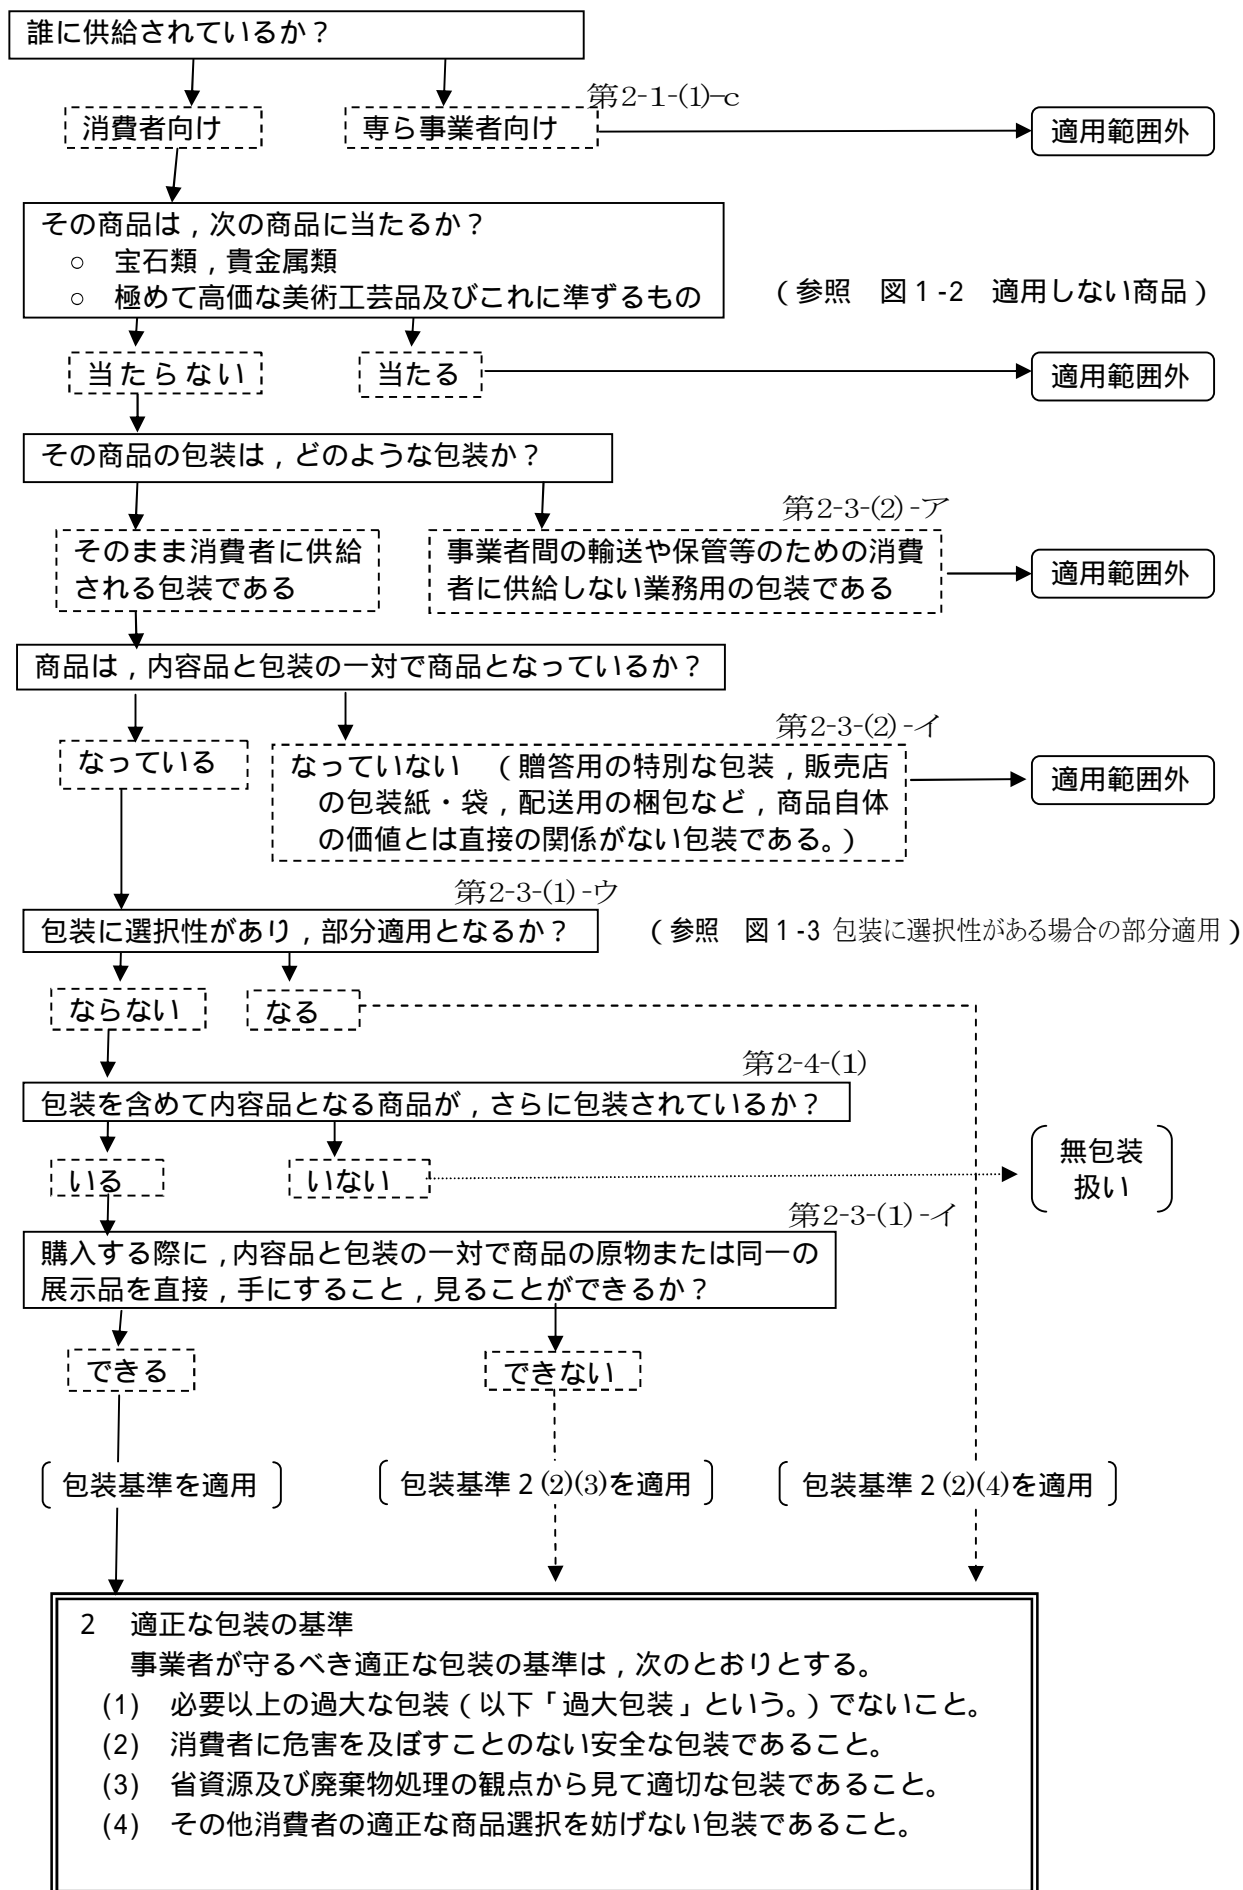 誰に供給されているか？
第2-1-(1)-c
消費者向け
専ら事業者向け
適用範囲外
その商品は，次の商品に当たるか？
○ 宝石類，貴金属類
○ 極めて高価な美術工芸品及びこれに準ずるもの
（参照　図１-2　適用しない商品）
当たらない
当たる
適用範囲外
その商品の包装は，どのような包装か？
第2-3-(2)-ア
そのまま消費者に供給
される包装である
事業者間の輸送や保管等のための消費
者に供給しない業務用の包装である
適用範囲外
商品は，内容品と包装の一対で商品となっているか？
第2-3-(2)-イ
なっている
なっていない　（贈答用の特別な包装，販売店
の包装紙・袋，配送用の梱包など，商品自体
の価値とは直接の関係がない包装である。）
適用範囲外
第2-3-(1)-ウ
包装に選択性があり，部分適用となるか？
（参照　図１-3 包装に選択性がある場合の部分適用）
ならない
なる
第2-4-(1)
包装を含めて内容品となる商品が，さらに包装されているか？
いる
いない
無包装
扱い
第2-3-(1)-イ
購入する際に，内容品と包装の一対で商品の原物または同一の
展示品を直接，手にすること，見ることができるか？
できる
できない
包装基準を適用
包装基準２(2)(3)を適用
包装基準２(2)(4)を適用
2　適正な包装の基準
事業者が守るべき適正な包装の基準は，次のとおりとする。
(1)　必要以上の過大な包装（以下「過大包装」という。）でないこと。
(2)　消費者に危害を及ぼすことのない安全な包装であること。
(3)　省資源及び廃棄物処理の観点から見て適切な包装であること。
(4)　その他消費者の適正な商品選択を妨げない包装であること。